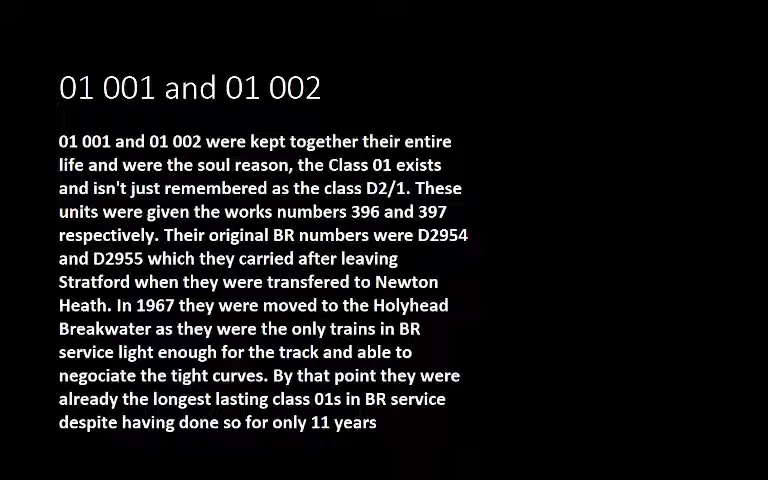 01 001 and 01 002
01 001 and 01 002 were kept together their entire
life and were the soul reason, the Class 01 exists
and isn't just remembered as the class D2/1. These
units were given the works numbers 396 and 397
respectively. Their original BR numbers were D2954
and D2955 which they carried after leaving
Stratford when they were transfered to Newton
Heath. In 1967 they were moved to the Holyhead
Breakwater as they were the only trains in BR
service light enough for the track and able to
negociate the tight curves. By that point they were
already the longest lasting class 01s in BR service
despite having done so for only 11 years